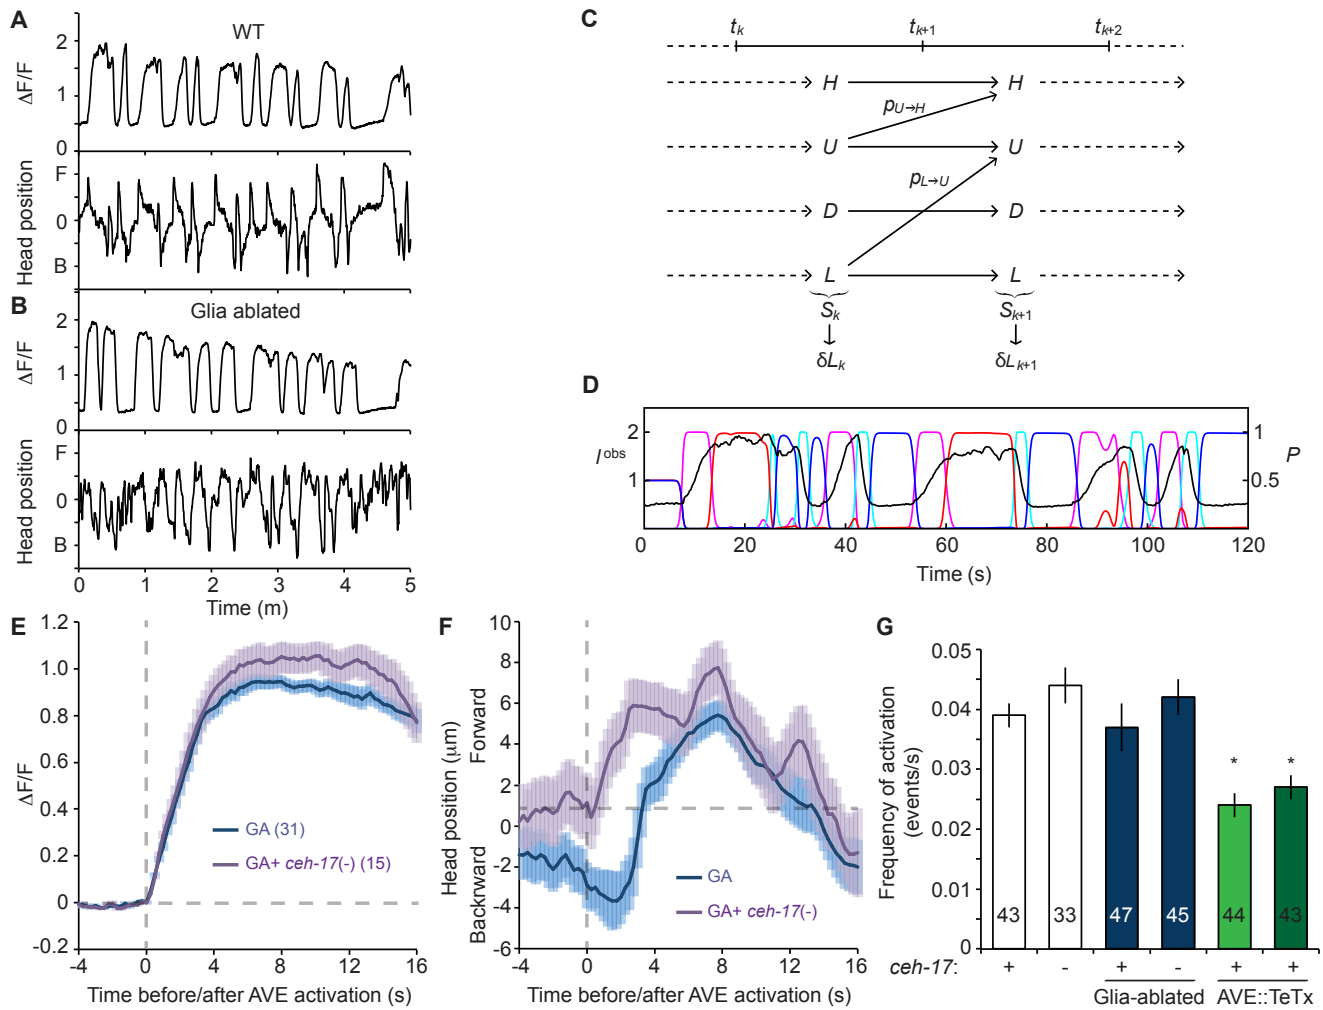 A
WT
2
1
0
ΔF/F
F
0
B
Head position
B
Glia ablated
2
1
0
ΔF/F
F
0
B
Head position
0 1 2 3 4 5
Time (m)
C
tk tk+1 tk+2
H H
pU→H
U U
pL→U
D D
L L
Sk Sk+1
δLk δLk+1
D
2
1
Iobs
1
0.5
P
0 20 40 60 80 100 120
Time (s)
E
1.2
1.0
0.8
0.6
0.4
0.2
0
-0.2
ΔF/F
GA (31)
GA+ ceh-17(-) (15)
-4 0 4 8 12 16
Time before/after AVE activation (s)
F
10
8
6
4
2
0
-2
-4
-6
Head position (μm)
Forward
Backward
GA
GA+ ceh-17(-)
-4 0 4 8 12 16
Time before/after AVE activation (s)
G
0.05
0.04
0.03
0.02
0.01
0
Frequency of activation
(events/s)
* *
43 33 47 45 44 43
ceh-17: + - + - + +
Glia-ablated AVE::TeTx